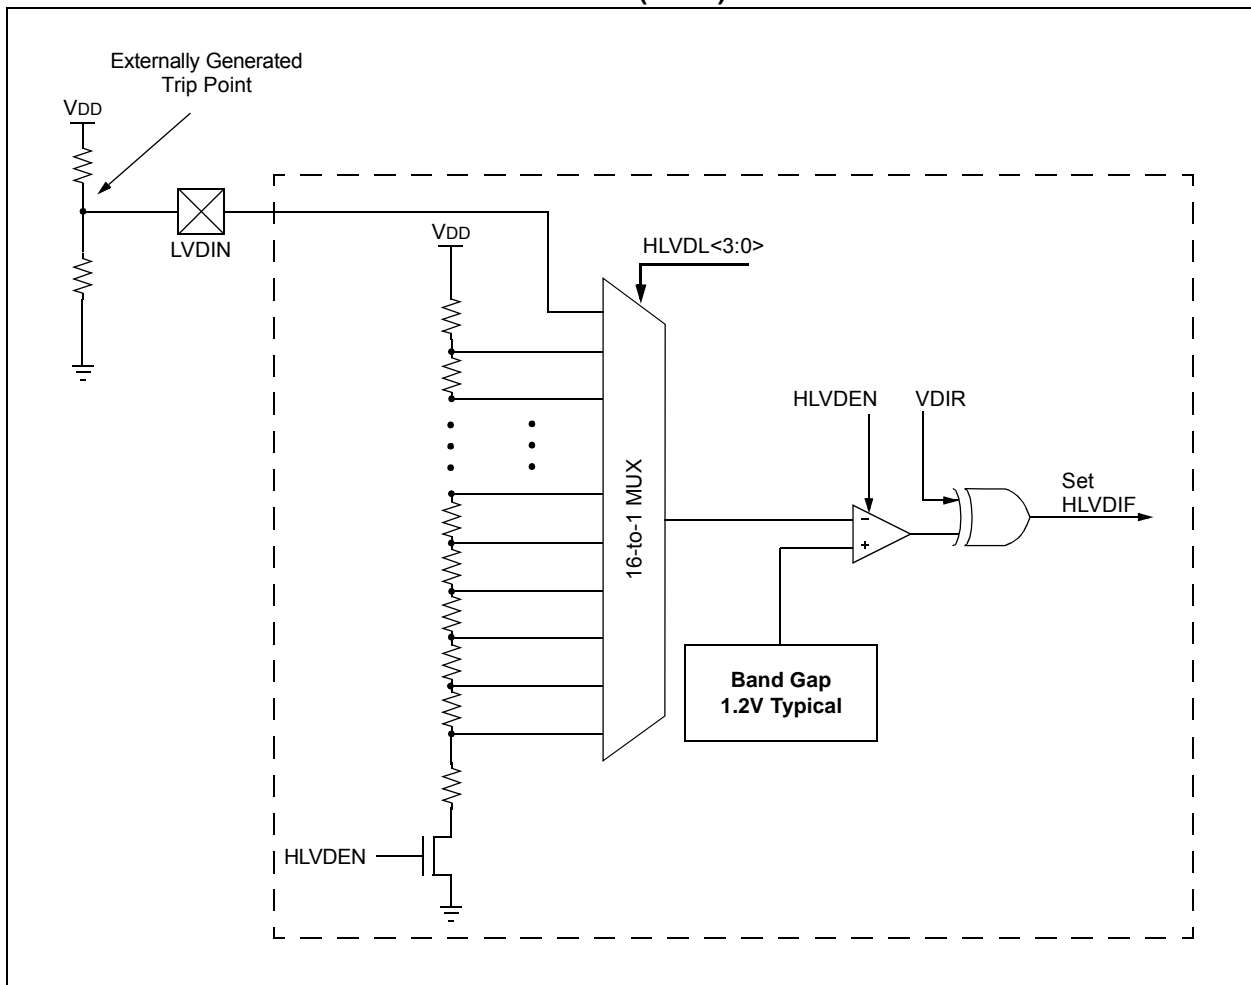 Externally Generated
Trip Point
VDD
LVDIN
VDD
HLVDL<3:0>
16-to-1 MUX
HLVDEN
VDIR
Set
HLVDIF
-
+
Band Gap
1.2V Typical
HLVDEN